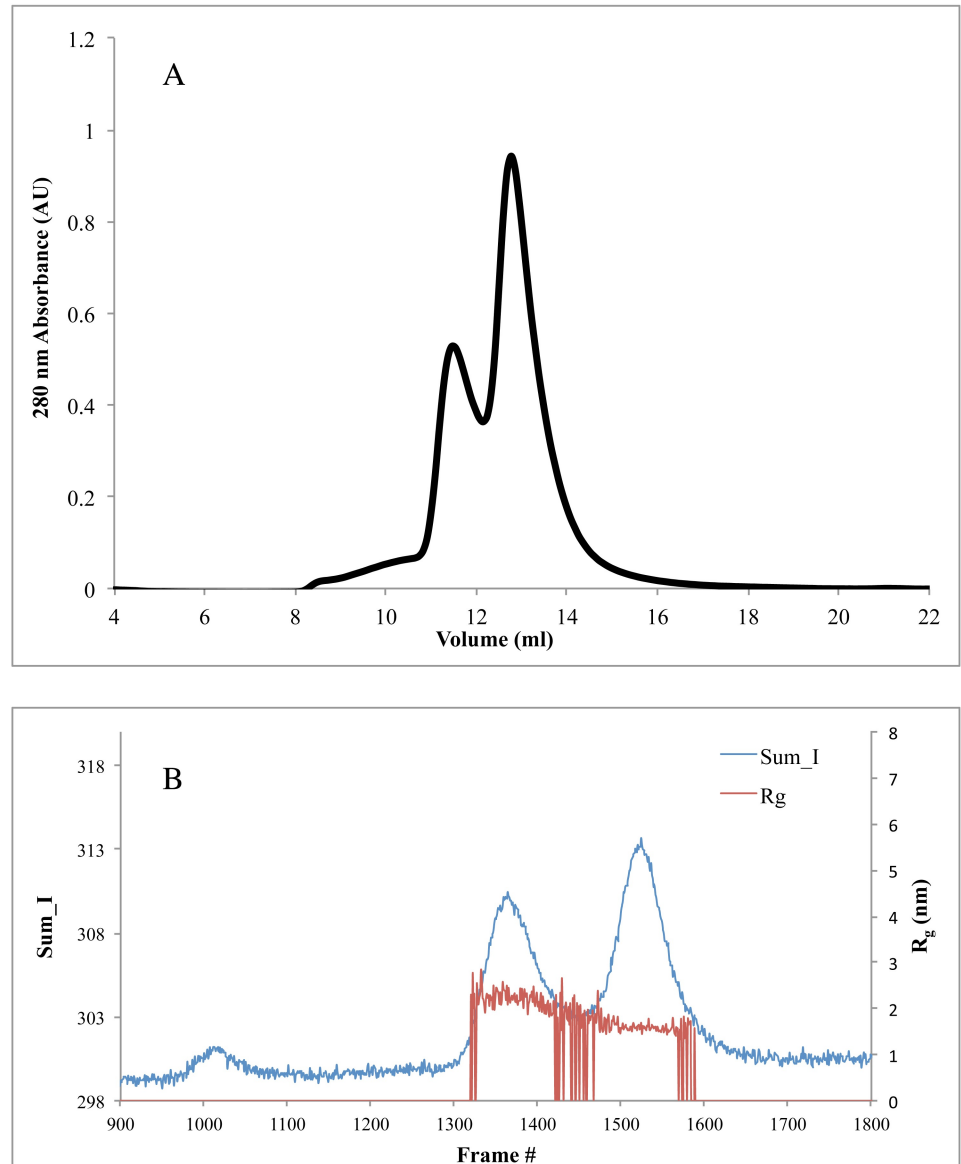 A
280 nm Absorbance (AU)
1.2
1
0.8
0.6
0.4
0.2
0
4 6 8 10 12 14 16 18 20 22
Volume (ml)
B
Sum_I
Rg
Sum_I
318
313
308
303
298
8
7
6
5
4
3
2
1
0
Rg (nm)
900 1000 1100 1200 1300 1400 1500 1600 1700 1800
Frame #